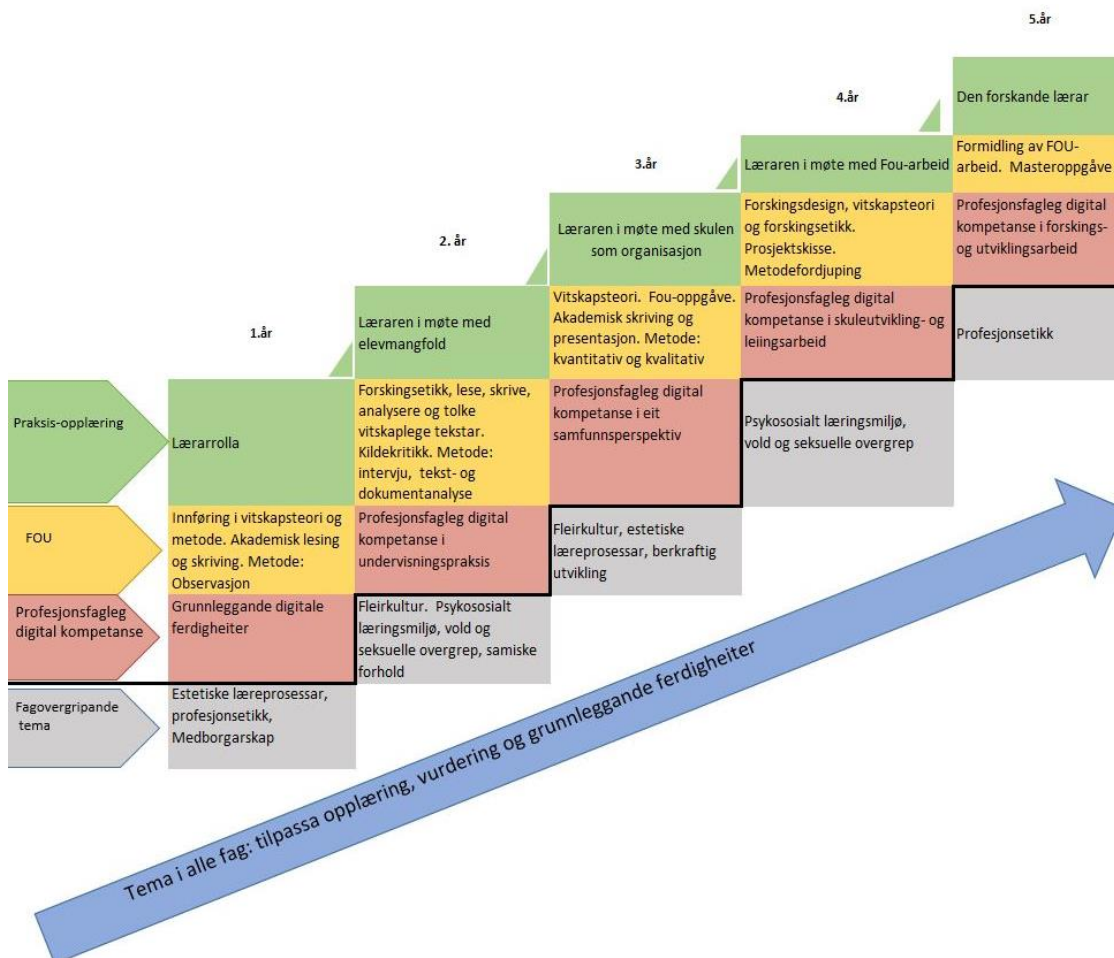 5.år
Den forskande lærar
Formidling av FOU-
arbeid.  Masteroppgåve
Profesjonsfagleg digital
kompetanse i forskings-
og utviklingsarbeid
Profesjonsetikk
4.år
Læraren i møte med Fou-arbeid
Forskingsdesign, vitskapsteori
og forskingsetikk.
Prosjektskisse.
Metodefordjuping
Profesjonsfagleg digital
kompetanse i skuleutvikling- og
leiingsarbeid
Psykososialt læringsmiljø,
vold og seksuelle overgrep
3.år
Læraren i møte med skulen
som organisasjon
Vitskapsteori.  Fou-oppgåve.
Akademisk skriving og
presentasjon. Metode:
kvantitativ og kvalitativ
Profesjonsfagleg digital
kompetanse i eit
samfunnsperspektiv
Fleirkultur, estetiske
læreprosessar, berkraftig
utvikling
2. år
Læraren i møte med
elevmangfold
Forskingsetikk, lese, skrive,
analysere og tolke
vitskaplege tekstar.
Kildekritikk. Metode:
intervju,  tekst- og
dokumentanalyse
Profesjonsfagleg digital
kompetanse i
undervisningspraksis
Fleirkultur.  Psykososialt
læringsmiljø, vold og
seksuelle overgrep, samiske
forhold
1.år
Lærarrolla
Innføring i vitskapsteori og
metode. Akademisk lesing
og skriving. Metode:
Observasjon
Grunnleggande digitale
ferdigheiter
Estetiske læreprosessar,
profesjonsetikk,
Medborgarskap
Praksis-opplæring
FOU
Profesjonsfagleg
digital kompetanse
Fagovergripande
tema
Tema i alle fag: tilpassa opplæring, vurdering og grunnleggande ferdigheiter